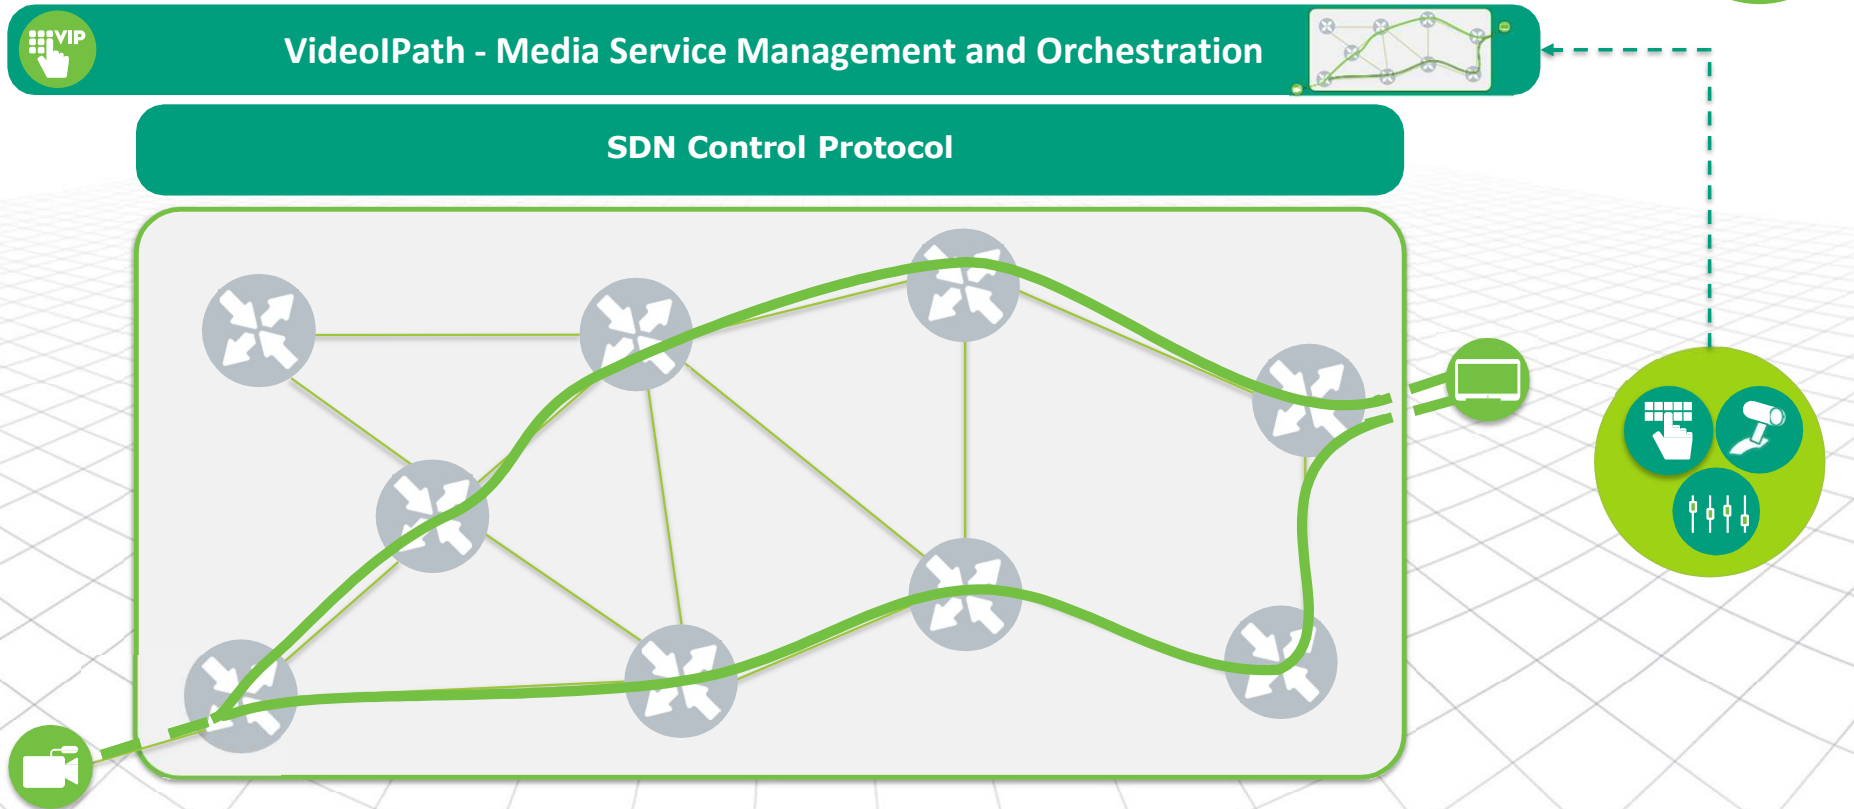 VIP
VideoIPath - Media Service Management and Orchestration
SDN Control Protocol